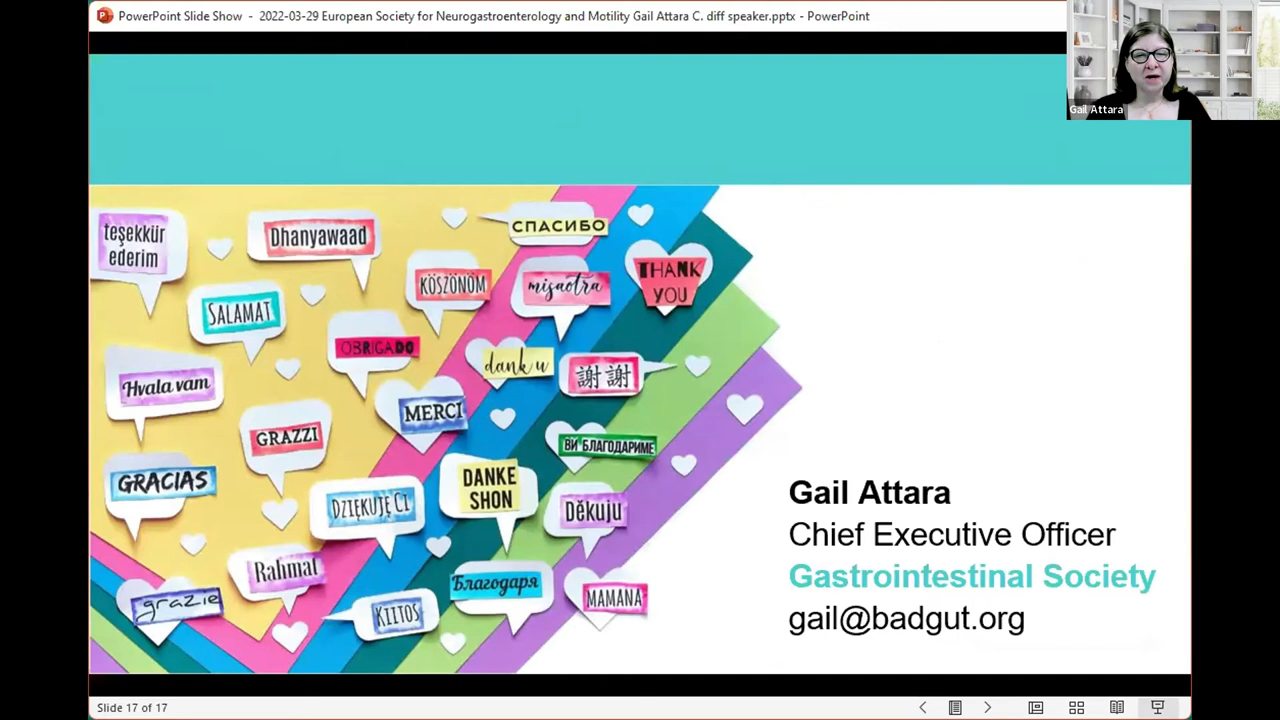 PowerPoint Slide Show - 2022-03-29 European Society for Neurogastroenterology and Motility Gail Attara C. diff speaker.pptx - PowerPoint
Gail Attara
teşekkür
ederim
Dhanyawaad
СПАСИБО
KÖSZÖNÖM
misaotra
THANK
YOU
SALAMAT
OBRIGADO
dank u
謝謝
Hvala vam
MERCI
GRAZZI
ВИ БЛАГОДАРИМЕ
GRACIAS
DZIĘKUJĘ CI
DANKE
SHON
Děkuju
Rahmat
Благодаря
MAMANA
grazie
KIITOS
Gail Attara
Chief Executive Officer
Gastrointestinal Society
gail@badgut.org
Slide 17 of 17